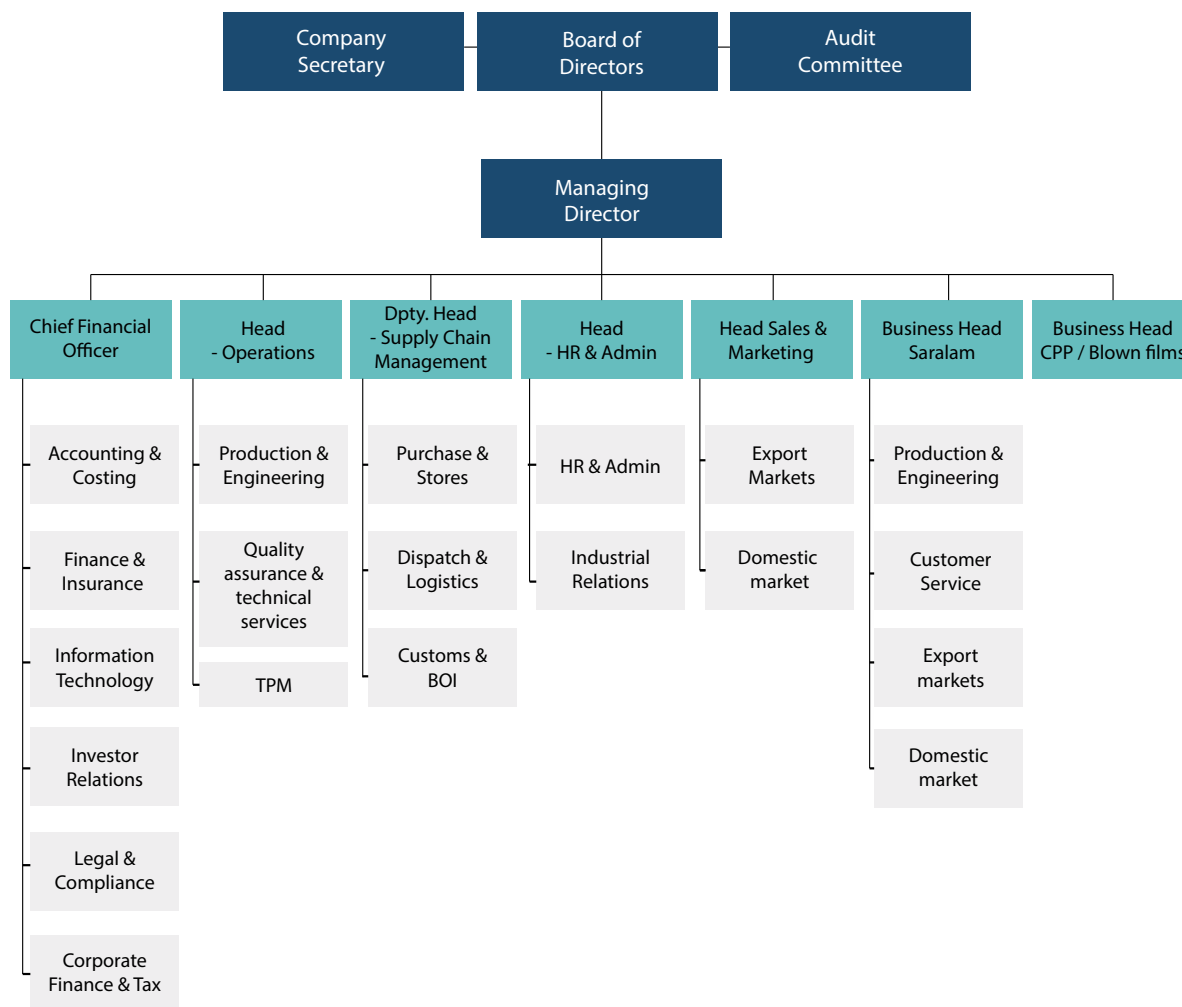 Company
Secretary
Board of
Directors
Audit
Committee
Managing
Director
Chief Financial
Officer
Head
- Operations
Dpty. Head
- Supply Chain
Management
Head
- HR & Admin
Head Sales &
Marketing
Business Head
Saralam
Business Head
CPP / Blown films
Accounting &
Costing
Finance &
Insurance
Information
Technology
Investor
Relations
Legal &
Compliance
Corporate
Finance & Tax
Production &
Engineering
Quality
assurance &
technical
services
TPM
Purchase &
Stores
Dispatch &
Logistics
Customs &
BOI
HR & Admin
Industrial
Relations
Export
Markets
Domestic
market
Production &
Engineering
Customer
Service
Export
markets
Domestic
market